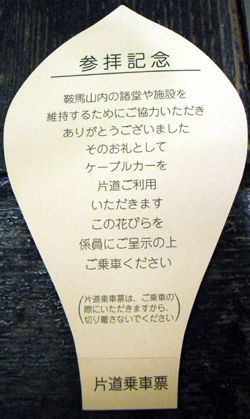 参拝記念
鞍馬山内の諸堂や施設を
維持するためにご協力いただき
ありがとうございました
そのお礼として
ケーブルカーを
片道ご利用
いただきます
この花びらを
係員にご呈示の上
ご乗車ください
(片道乗車票は、ご乗車の
際にいただきますから、
切り離さないでください)
片道乗車票